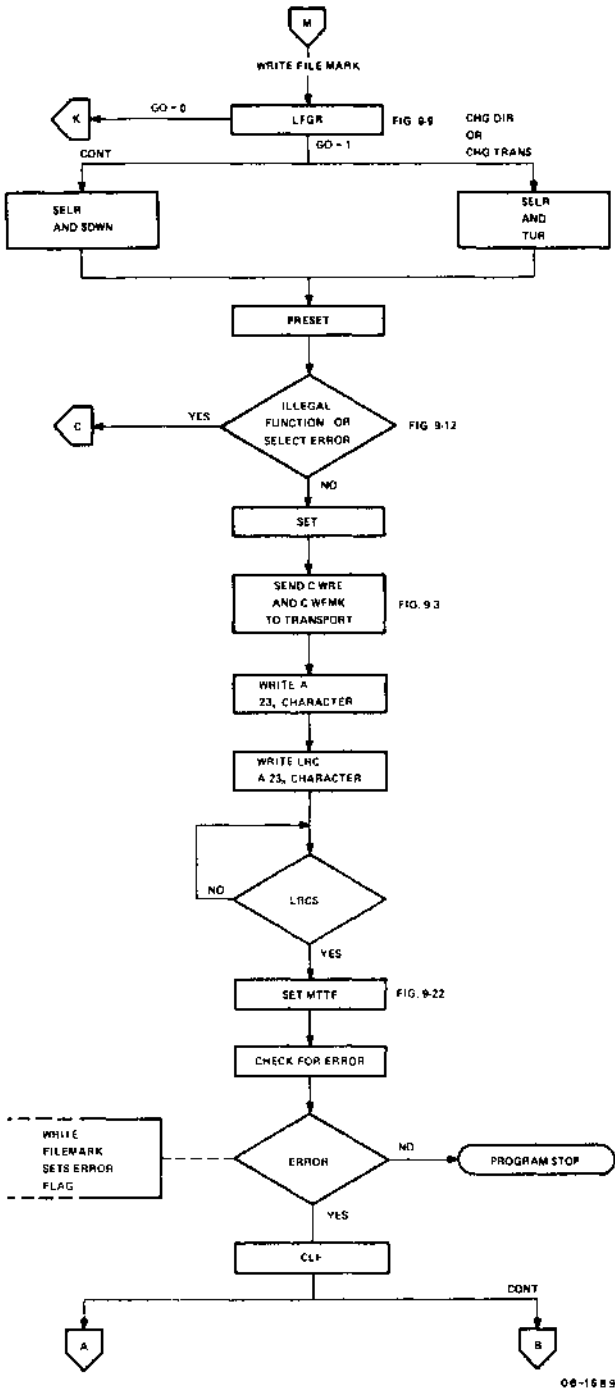 M
WRITE FILE MARK
K
GO = 0
LFGR
FIG 9-9
CHG DIR
OR
CHG TRANS
CONT
GO = 1
SELR
AND SDWN
SELR
AND
TUR
PRESET
C
YES
ILLEGAL
FUNCTION OR
SELECT ERROR
FIG. 9-12
NO
SET
SEND C WRE
AND C WFMK
TO TRANSPORT
FIG. 9-3
WRITE A
23₈ CHARACTER
WRITE LRC
A 23₈ CHARACTER
NO
LRCS
YES
SET MTTF
FIG. 9-22
CHECK FOR ERROR
WRITE
FILEMARK
SETS ERROR
FLAG
ERROR
NO
PROGRAM STOP
YES
CLF
CONT
A
B